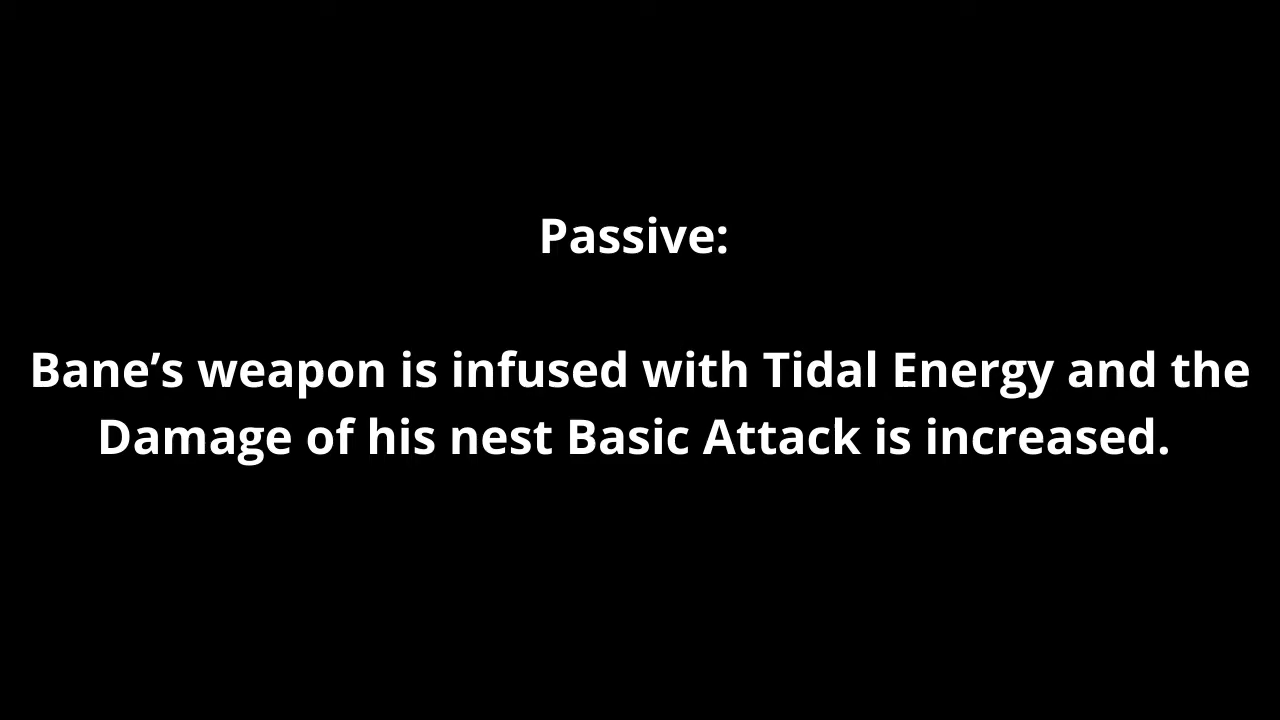 Passive:
Bane’s weapon is infused with Tidal Energy and the
Damage of his nest Basic Attack is increased.